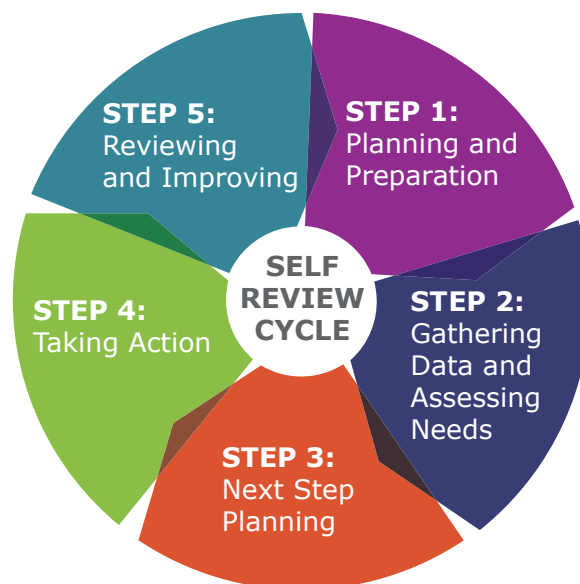 STEP 1:
Planning and
Preparation
STEP 2:
Gathering
Data and
Assessing
Needs
STEP 3:
Next Step
Planning
STEP 4:
Taking Action
STEP 5:
Reviewing
and Improving
SELF
REVIEW
CYCLE